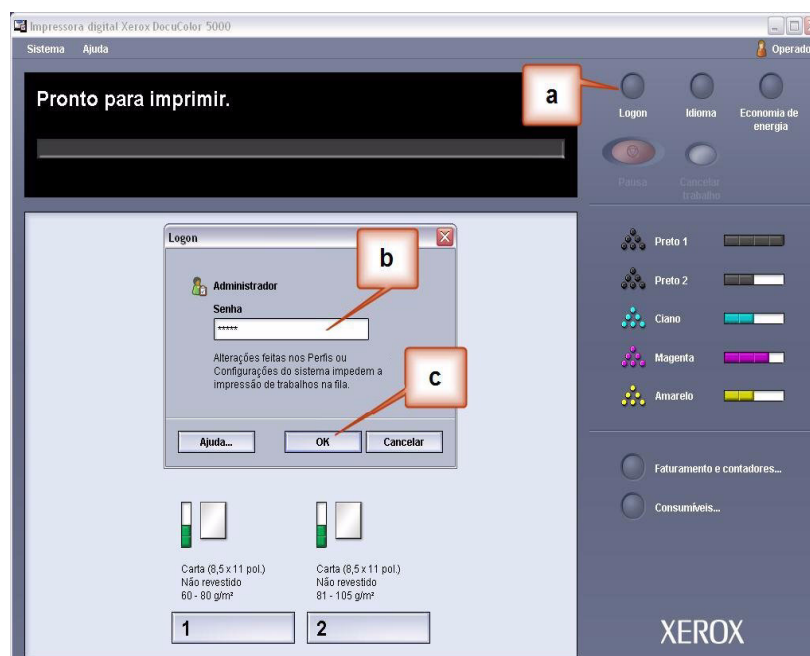 Impressora digital Xerox DocuColor 5000
Sistema Ajuda
Operado
Pronto para imprimir.
a
Logon
Idioma
Economia de
energia
Pausa
Cancelar
trabalho
Logon
b
Administrador
Senha
*****
Alterações feitas nos Perfis ou
Configurações do sistema impedem a
impressão de trabalhos na fila.
c
Ajuda...
OK
Cancelar
Preto 1
Preto 2
Ciano
Magenta
Amarelo
Faturamento e contadores...
Consumíveis...
Carta (8,5 x 11 pol.)
Não revestido
60 - 80 g/m²
1
Carta (8,5 x 11 pol.)
Não revestido
81 - 105 g/m²
2
XEROX